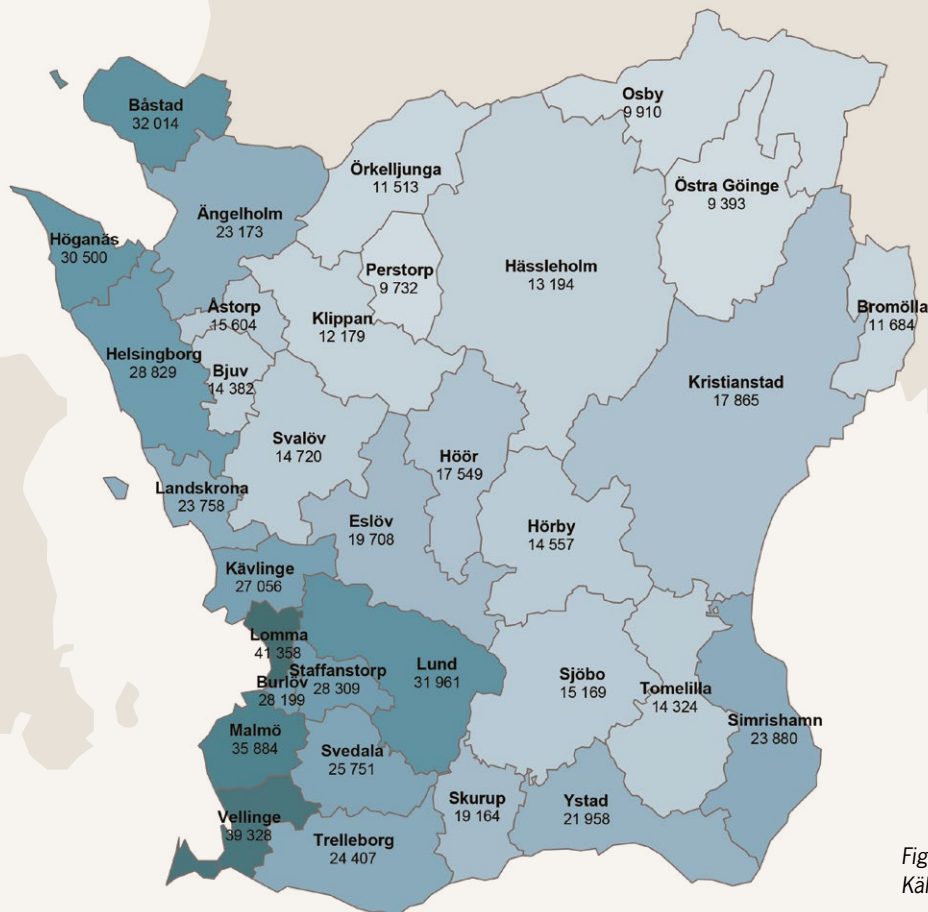 Båstad
32 014
Osby
9 910
Örkelljunga
11 513
Östra Göinge
9 393
Ängelholm
23 173
Höganäs
30 500
Perstorp
9 732
Hässleholm
13 194
Åstorp
15 604
Klippan
12 179
Bromölla
11 684
Helsingborg
28 829
Bjuv
14 382
Kristianstad
17 865
Svalöv
14 720
Höör
17 549
Landskrona
23 758
Eslöv
19 708
Hörby
14 557
Kävlinge
27 056
Lomma
41 358
Lund
31 961
Staffanstorp
28 309
Burlöv
28 199
Sjöbo
15 169
Tomelilla
14 324
Simrishamn
23 880
Malmö
35 884
Svedala
25 751
Skurup
19 164
Ystad
21 958
Vellinge
39 328
Trelleborg
24 407
Fig